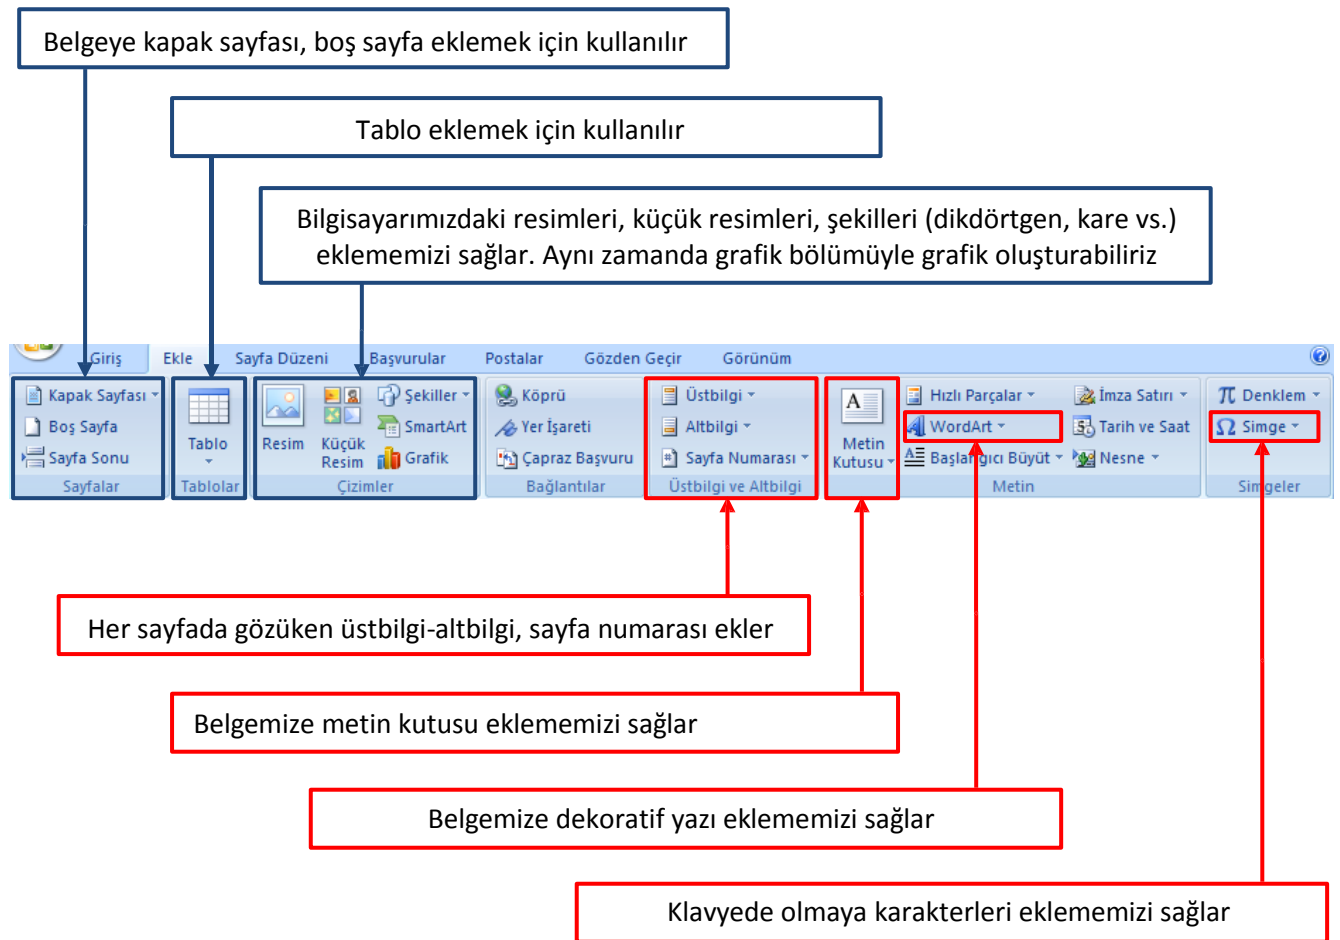 Belgeye kapak sayfası, boş sayfa eklemek için kullanılır
Tablo eklemek için kullanılır
Bilgisayarımızdaki resimleri, küçük resimleri, şekilleri (dikdörtgen, kare vs.)
eklememizi sağlar. Aynı zamanda grafik bölümüyle grafik oluşturabiliriz
Giriş Ekle Sayfa Düzeni Başvurular Postalar Gözden Geçir Görünüm
Kapak Sayfası
Boş Sayfa
Sayfa Sonu
Sayfalar
Tablo
Tablolar
Resim
Küçük
Resim
Şekiller
SmartArt
Grafik
Çizimler
Köprü
Yer İşareti
Çapraz Başvuru
Bağlantılar
Üstbilgi
Altbilgi
Sayfa Numarası
Üstbilgi ve Altbilgi
A
Metin
Kutusu
Hızlı Parçalar
WordArt
Başlangıcı Büyüt
İmza Satırı
Tarih ve Saat
Nesne
Metin
π Denklem
Ω Simge
Simgeler
Her sayfada gözüken üstbilgi-altbilgi, sayfa numarası ekler
Belgemize metin kutusu eklememizi sağlar
Belgemize dekoratif yazı eklememizi sağlar
Klavyede olmaya karakterleri eklememizi sağlar